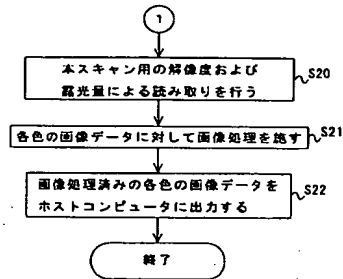 1
本スキャン用の解像度および
露光量による読み取りを行う
S20
各色の画像データに対して画像処理を施す
S21
画像処理済みの各色の画像データを
ホストコンピュータに出力する
S22
終了